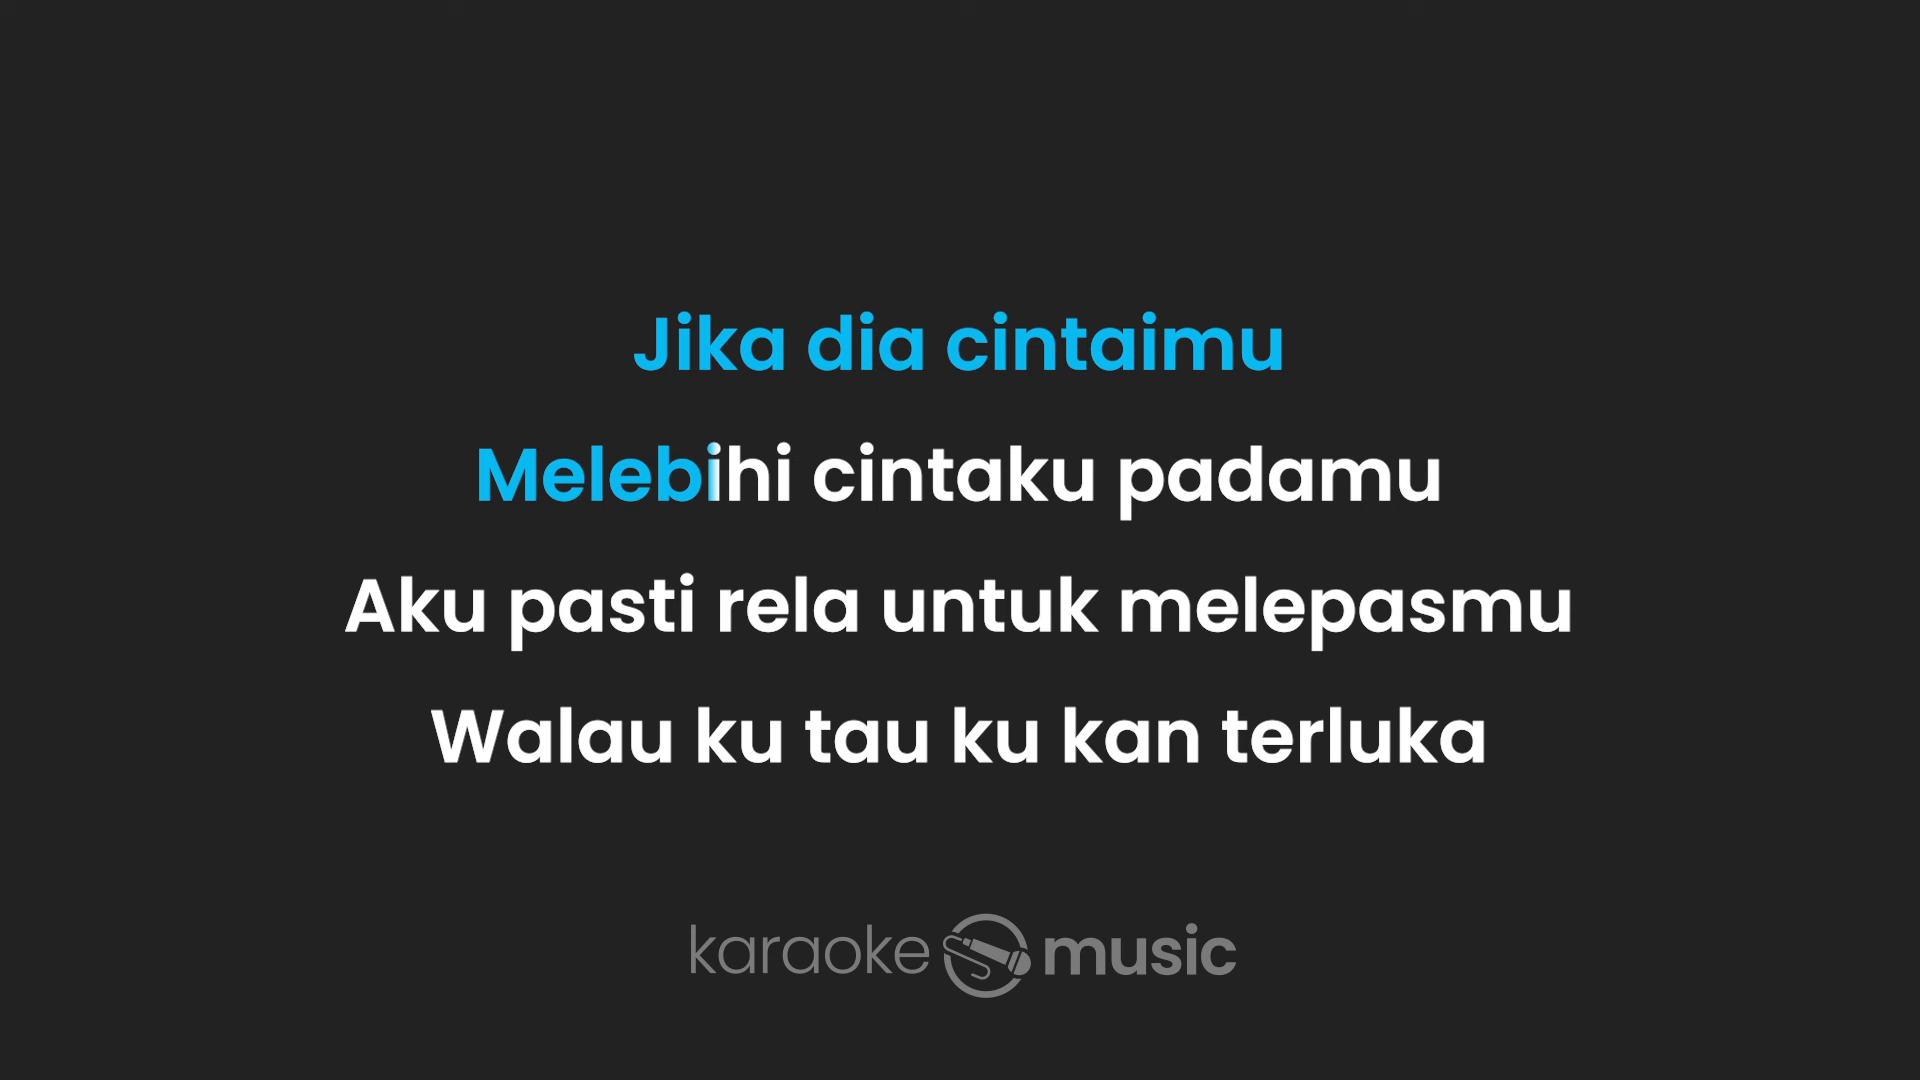 Jika dia cintaimu
Melebihi cintaku padamu
Aku pasti rela untuk melepasmu
Walau ku tau ku kan terluka
karaoke music